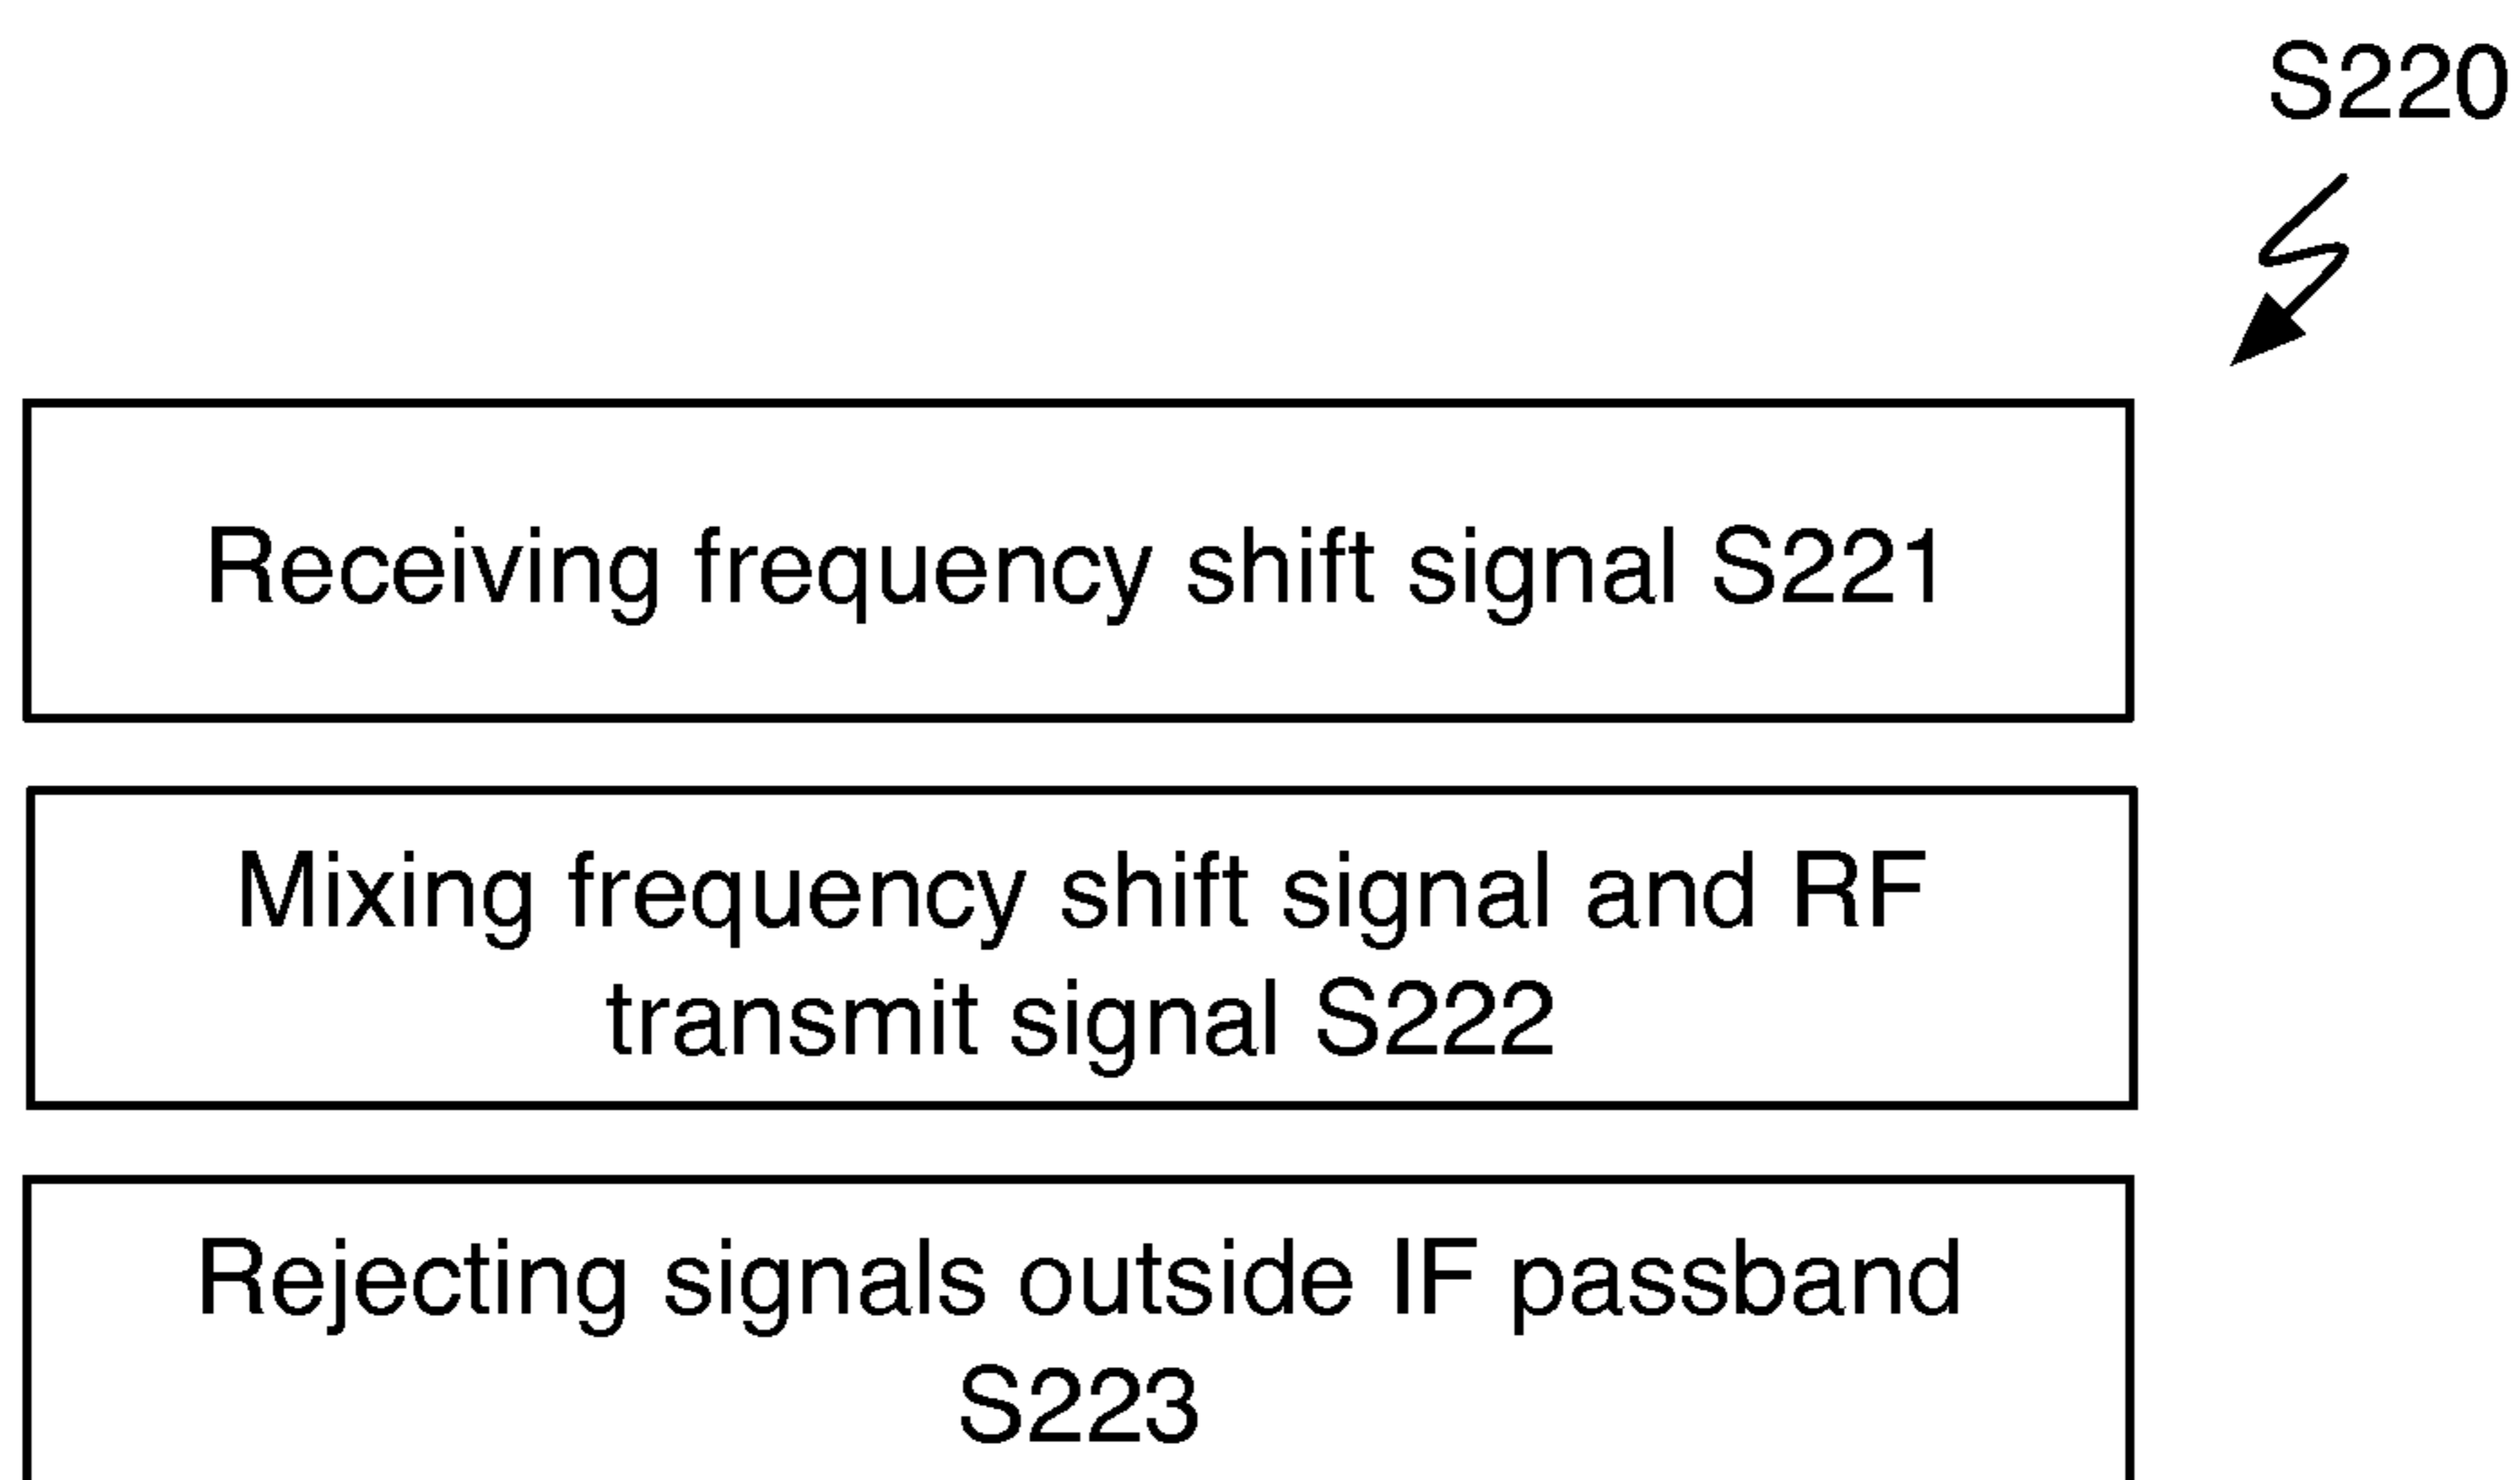 S220
Receiving frequency shift signal S221
Mixing frequency shift signal and RF
transmit signal S222
Rejecting signals outside IF passband
S223